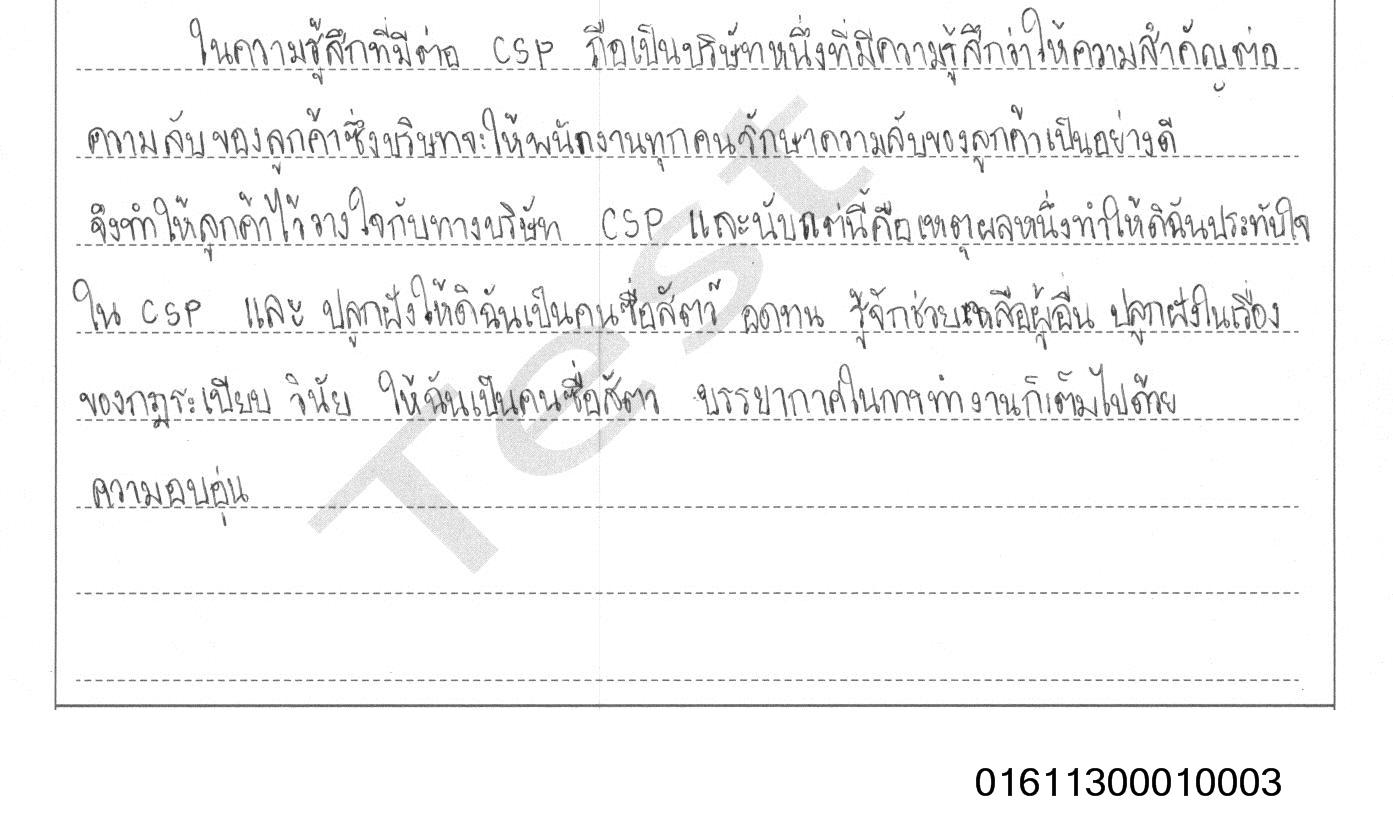 ในความรู้สึกที่มีต่อ CSP ถือเป็นบริษัทหนึ่งที่มีความรู้สึกว่าให้ความสำคัญต่อ
ความลับของลูกค้าซึ่งบริษทจะให้พนักงานทุกคนรักษาความลับของลูกค้าเป็นอย่างดี
จึงทำให้ลูกค้าไว้วางใจกับทางบริษัท CSP และนับแต่นี้คือเหตุผลหนึ่งทำให้ดิฉันประทับใจ
ใน CSP และ ปลูกฝังให้ดิฉันเป็นคนซื่อสัตว์ อดทน รู้จักช่วยเหลือผู้อื่น ปลูกฝังในเรื่อง
ของกฎระเบียบ วินัย ให้ฉันเป็นคนซื่อสัตว บรรยากาศในการทำงานก็เต็มไปด้วย
ความอบอุ่น
Test
01611300010003